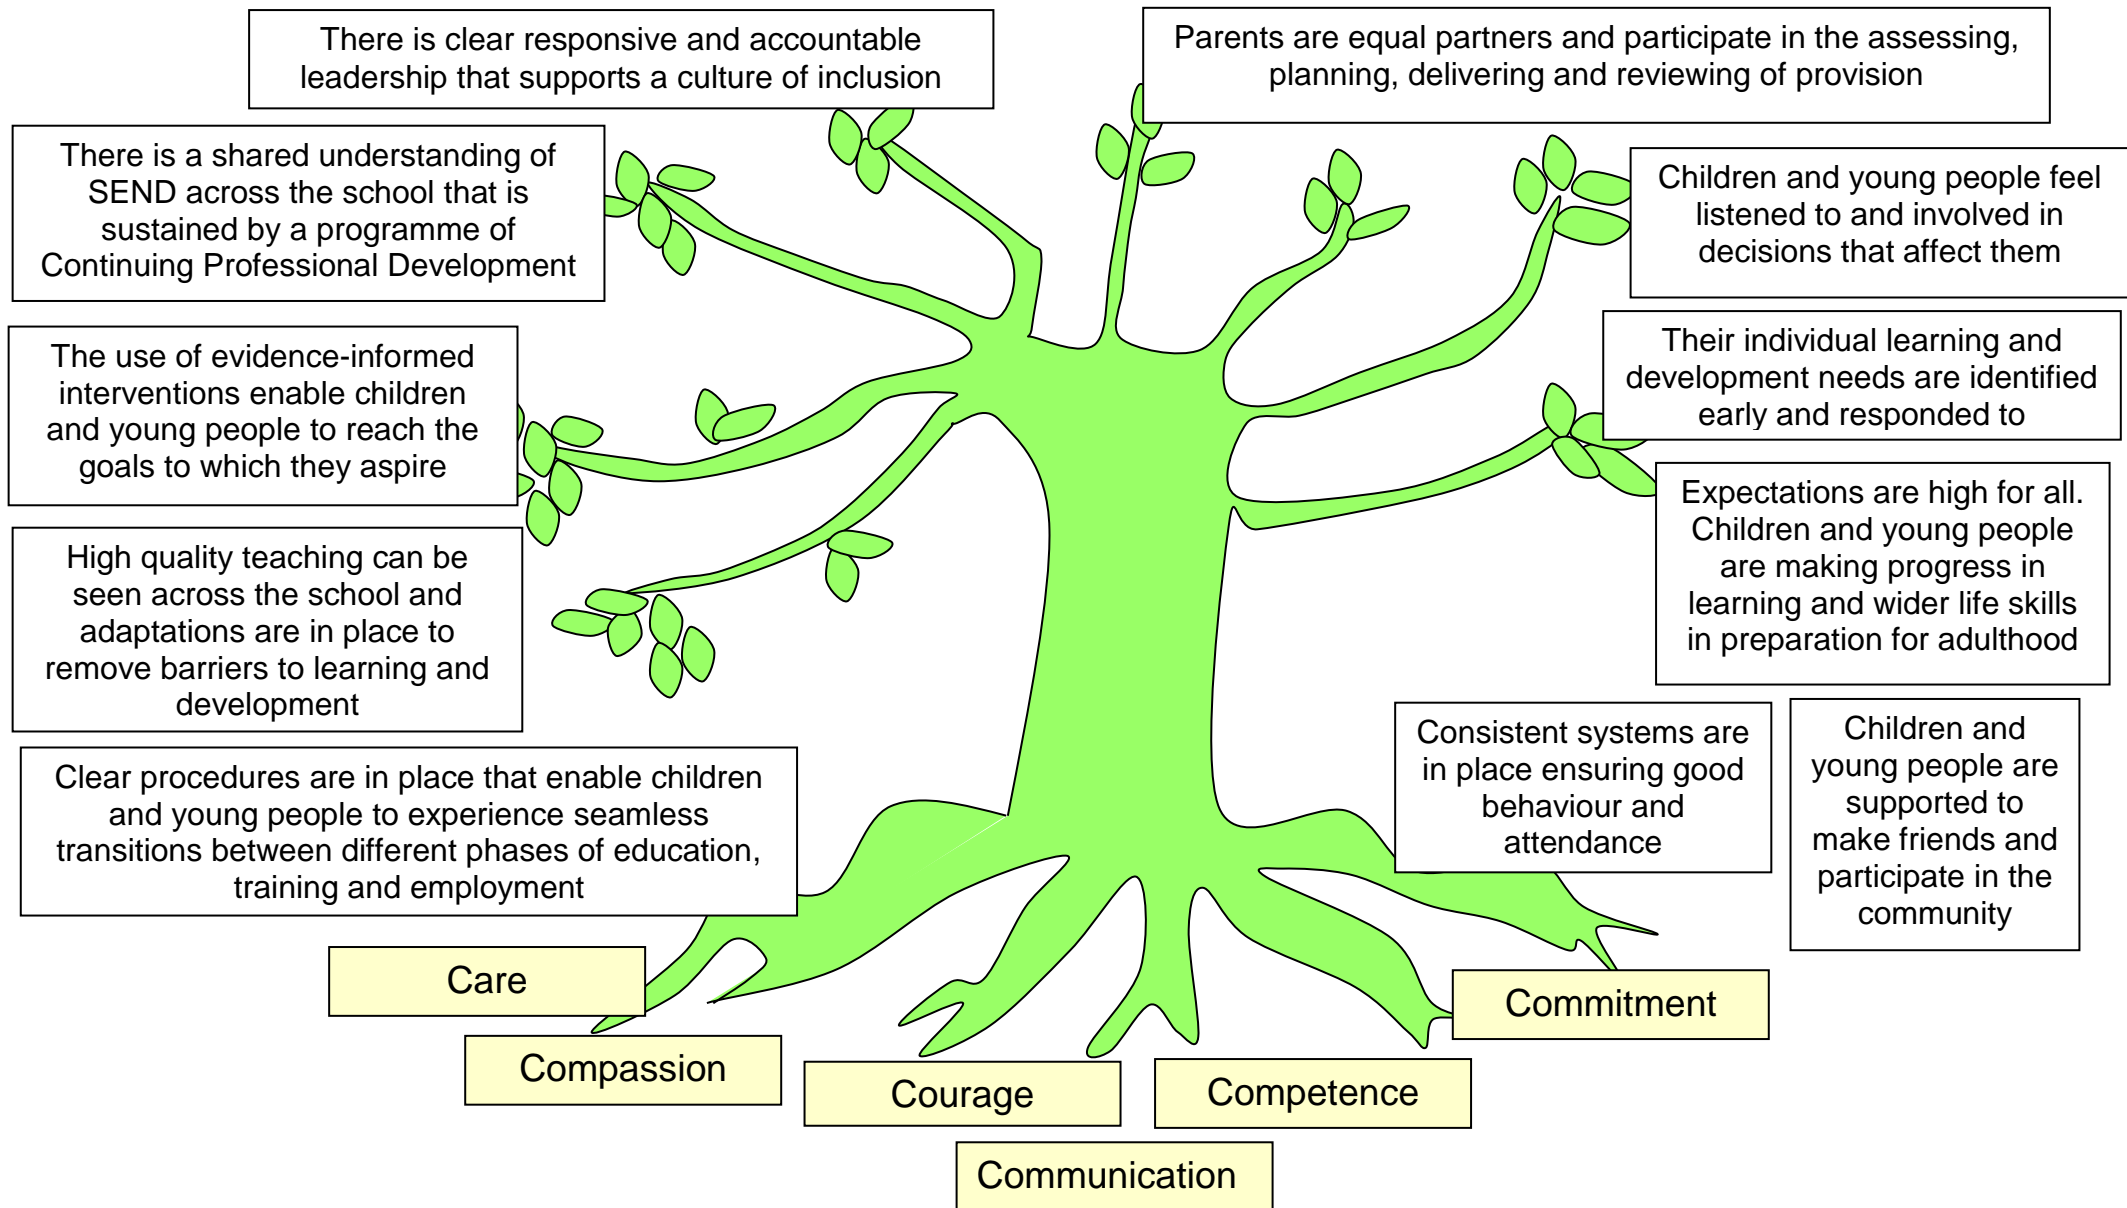 There is clear responsive and accountable
leadership that supports a culture of inclusion
Parents are equal partners and participate in the assessing,
planning, delivering and reviewing of provision
There is a shared understanding of
SEND across the school that is
sustained by a programme of
Continuing Professional Development
Children and young people feel
listened to and involved in
decisions that affect them
The use of evidence-informed
interventions enable children
and young people to reach the
goals to which they aspire
Their individual learning and
development needs are identified
early and responded to
Expectations are high for all.
Children and young people
are making progress in
learning and wider life skills
in preparation for adulthood
High quality teaching can be
seen across the school and
adaptations are in place to
remove barriers to learning and
development
Clear procedures are in place that enable children
and young people to experience seamless
transitions between different phases of education,
training and employment
Consistent systems are
in place ensuring good
behaviour and
attendance
Children and
young people are
supported to
make friends and
participate in the
community
Care
Compassion
Courage
Communication
Competence
Commitment